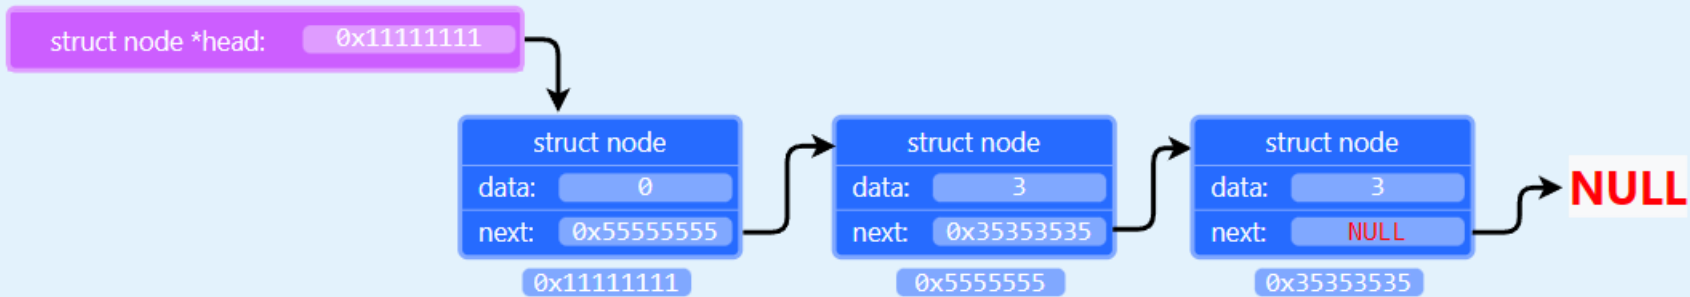 struct node *head: 0x11111111
struct node
data: 0
next: 0x55555555
0x11111111
struct node
data: 3
next: 0x35353535
0x5555555
struct node
data: 3
next: NULL
0x35353535
NULL